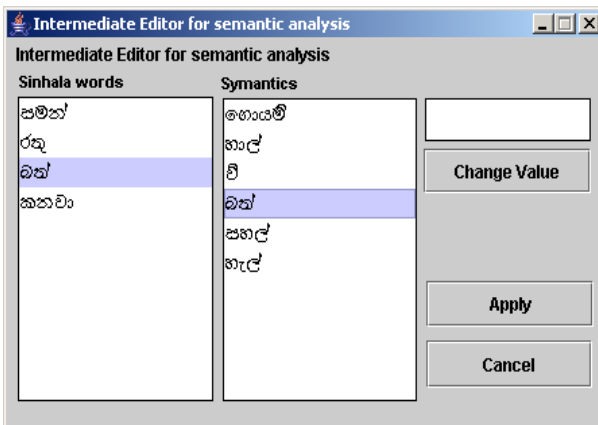 Intermediate Editor for semantic analysis
Intermediate Editor for semantic analysis
Sinhala words
සමන්
රතු
බත්
කනවා
Symantics
ගොයම්
හාල්
වී
බත්
සහල්
හැල්
Change Value
Apply
Cancel